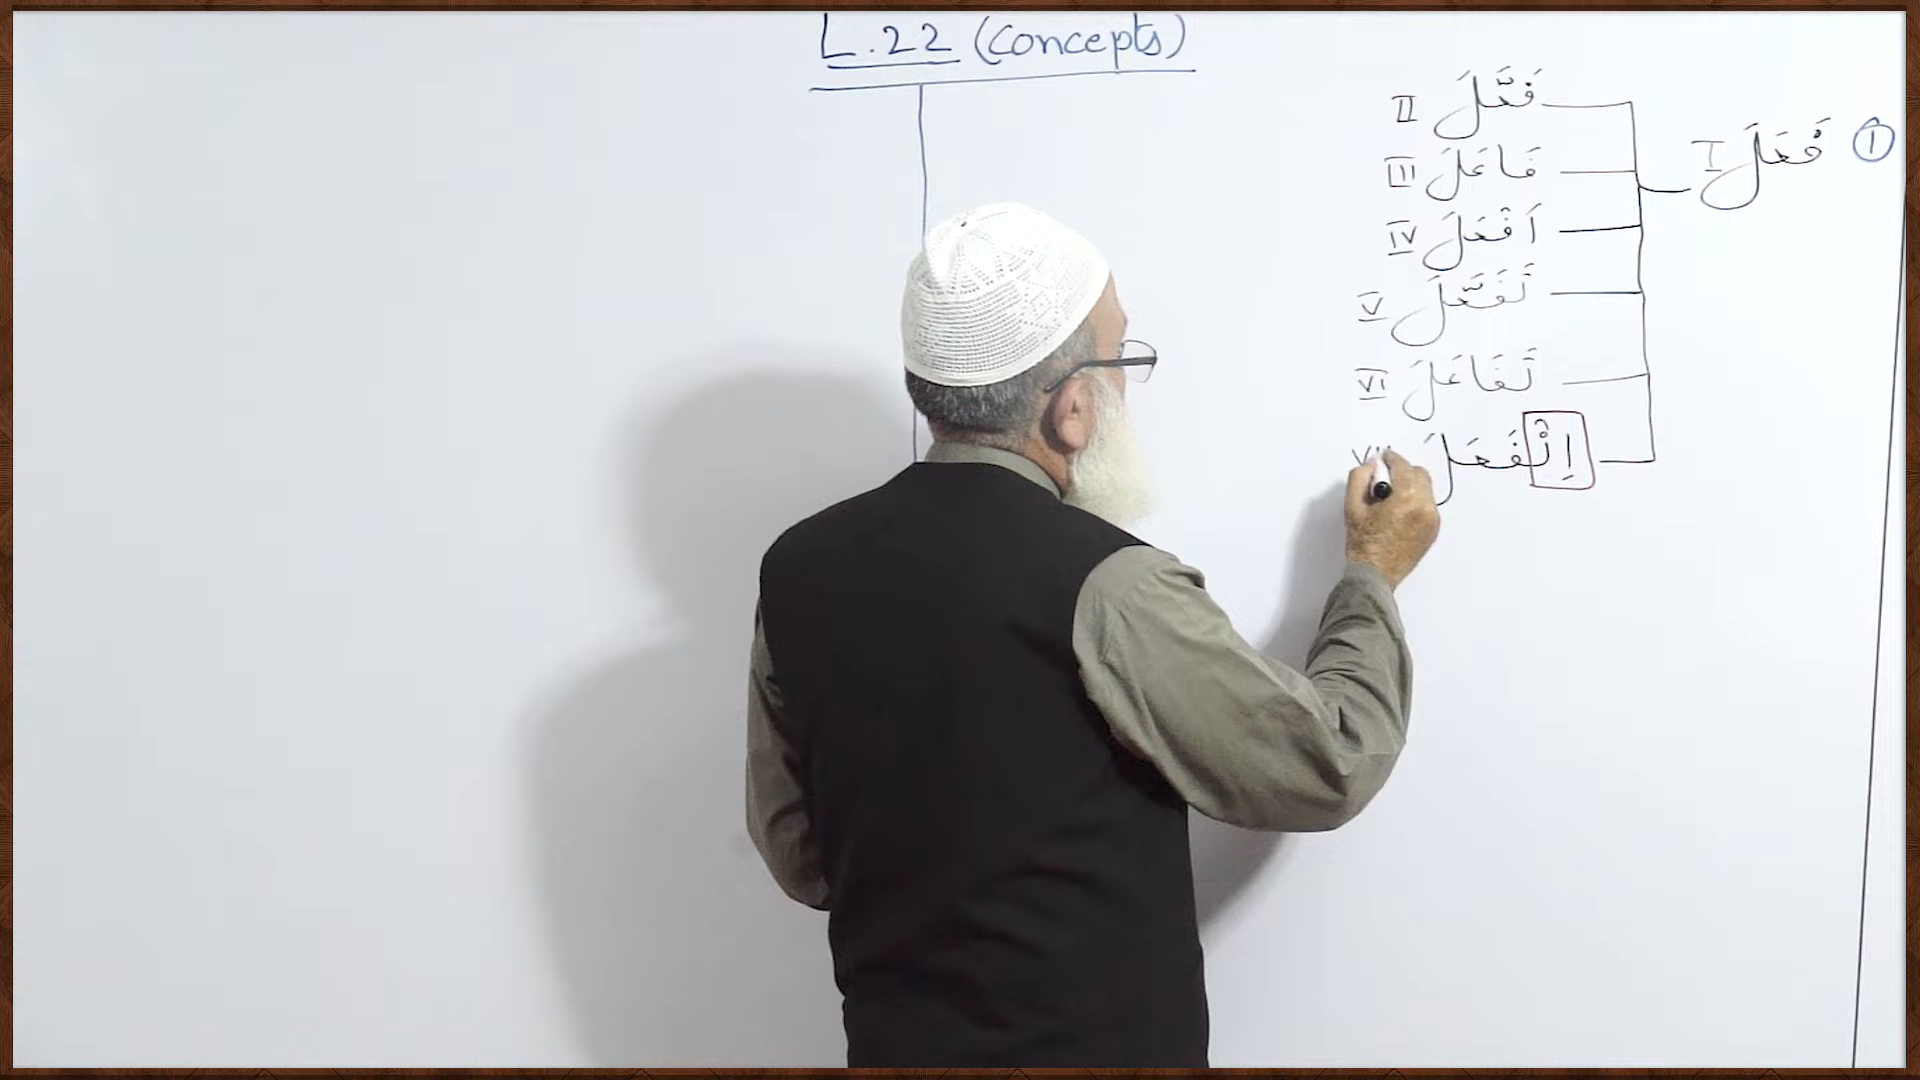 L.22 (Concepts)
① فَعَلَ I
فَعَّلَ II
فَاعَلَ III
اَفْعَلَ IV
تَفَعَّلَ V
تَفَاعَلَ VI
اِنْفَعَلَ